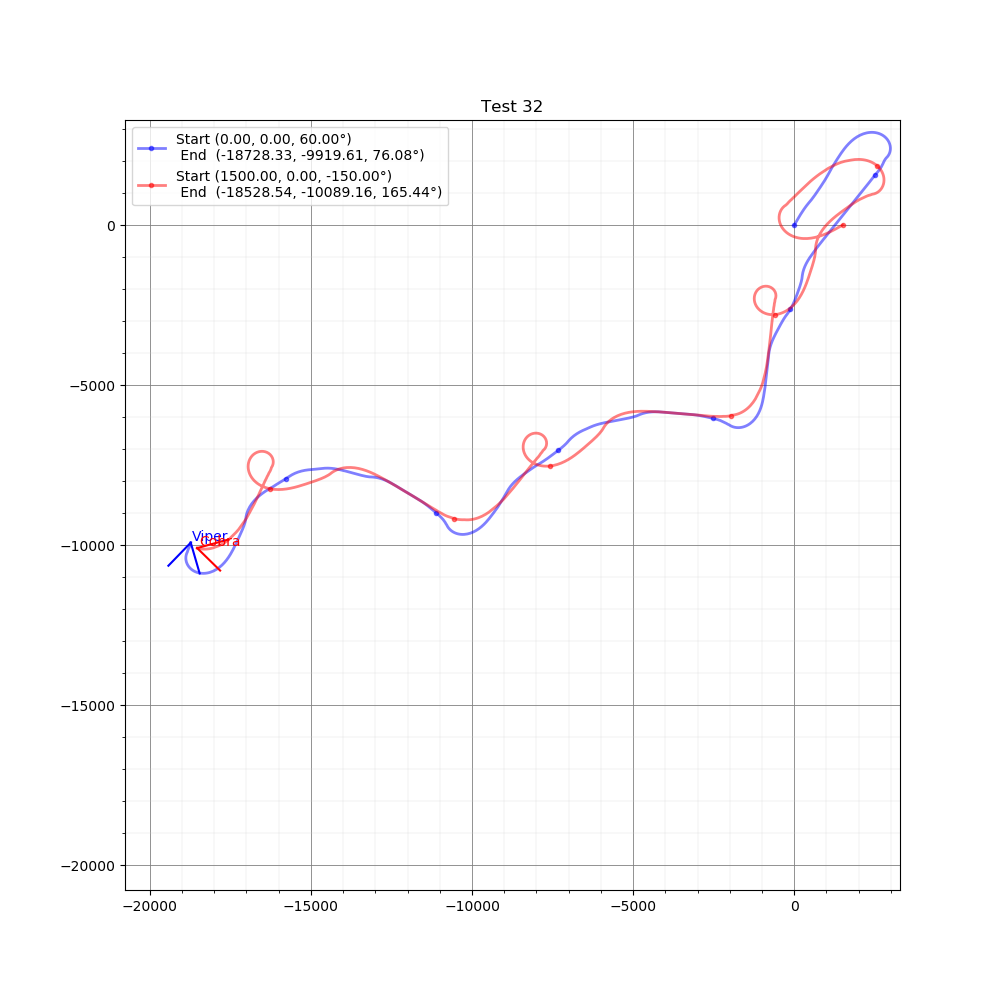 Test 32
Start (0.00, 0.00, 60.00°)
End (-18728.33, -9919.61, 76.08°)
Start (1500.00, 0.00, -150.00°)
End (-18528.54, -10089.16, 165.44°)
0
−5000
−10000
−15000
−20000
Viper
Cobra
−20000 −15000 −10000 −5000 0